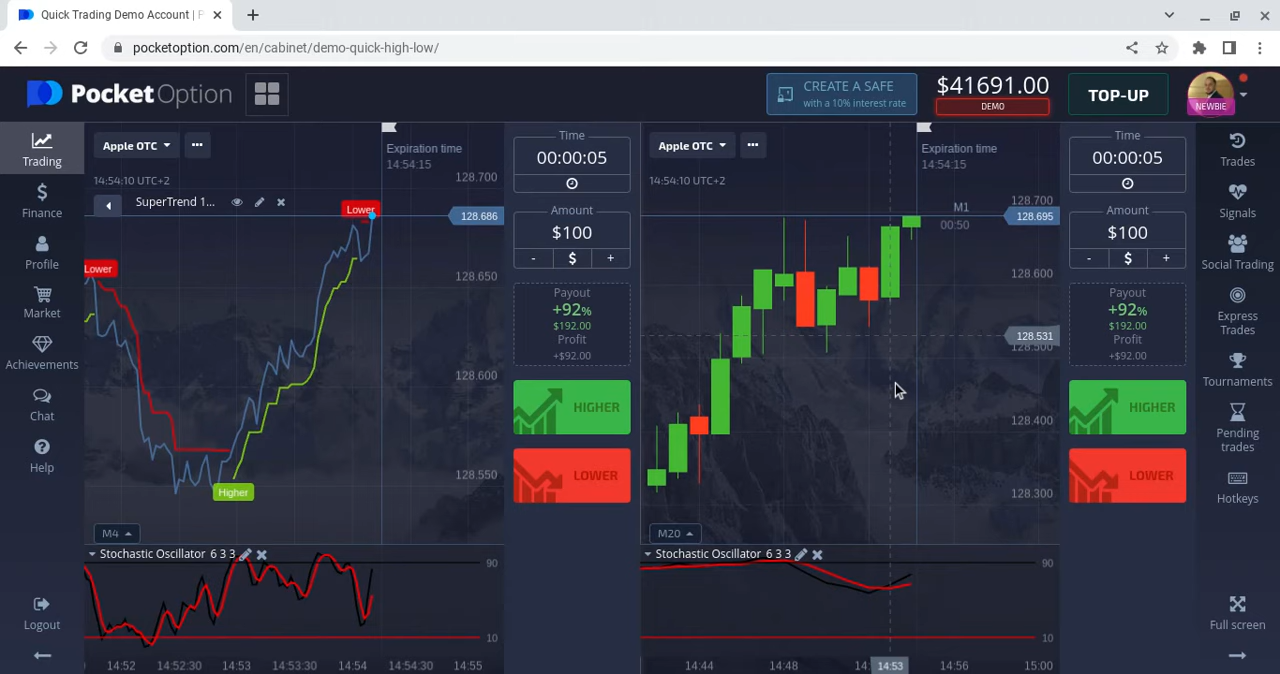 Quick Trading Demo Account | P
pocketoption.com/en/cabinet/demo-quick-high-low/
PocketOption
CREATE A SAFE
with a 10% interest rate
$41691.00
DEMO
TOP-UP
NEWBIE
Trading
Finance
Profile
Market
Achievements
Chat
Help
Logout
Apple OTC
14:54:10 UTC+2
SuperTrend 1...
Expiration time
14:54:15
128.700
128.686
128.650
128.600
128.550
Lower
Lower
Higher
M4
Stochastic Oscillator 6 3 3
90
10
14:52 14:52:30 14:53 14:53:30 14:54 14:54:30 14:55
Time
00:00:05
Amount
$100
- $ +
Payout
+92%
$192.00
Profit
+$92.00
HIGHER
LOWER
Apple OTC
14:54:10 UTC+2
Expiration time
14:54:15
M1
00:50
128.700
128.695
128.600
128.531
128.500
128.400
128.300
M20
Stochastic Oscillator 6 3 3
90
10
14:44 14:48 14:53 14:56 15:00
Time
00:00:05
Amount
$100
- $ +
Payout
+92%
$192.00
Profit
+$92.00
HIGHER
LOWER
Trades
Signals
Social Trading
Express
Trades
Tournaments
Pending
trades
Hotkeys
Full screen